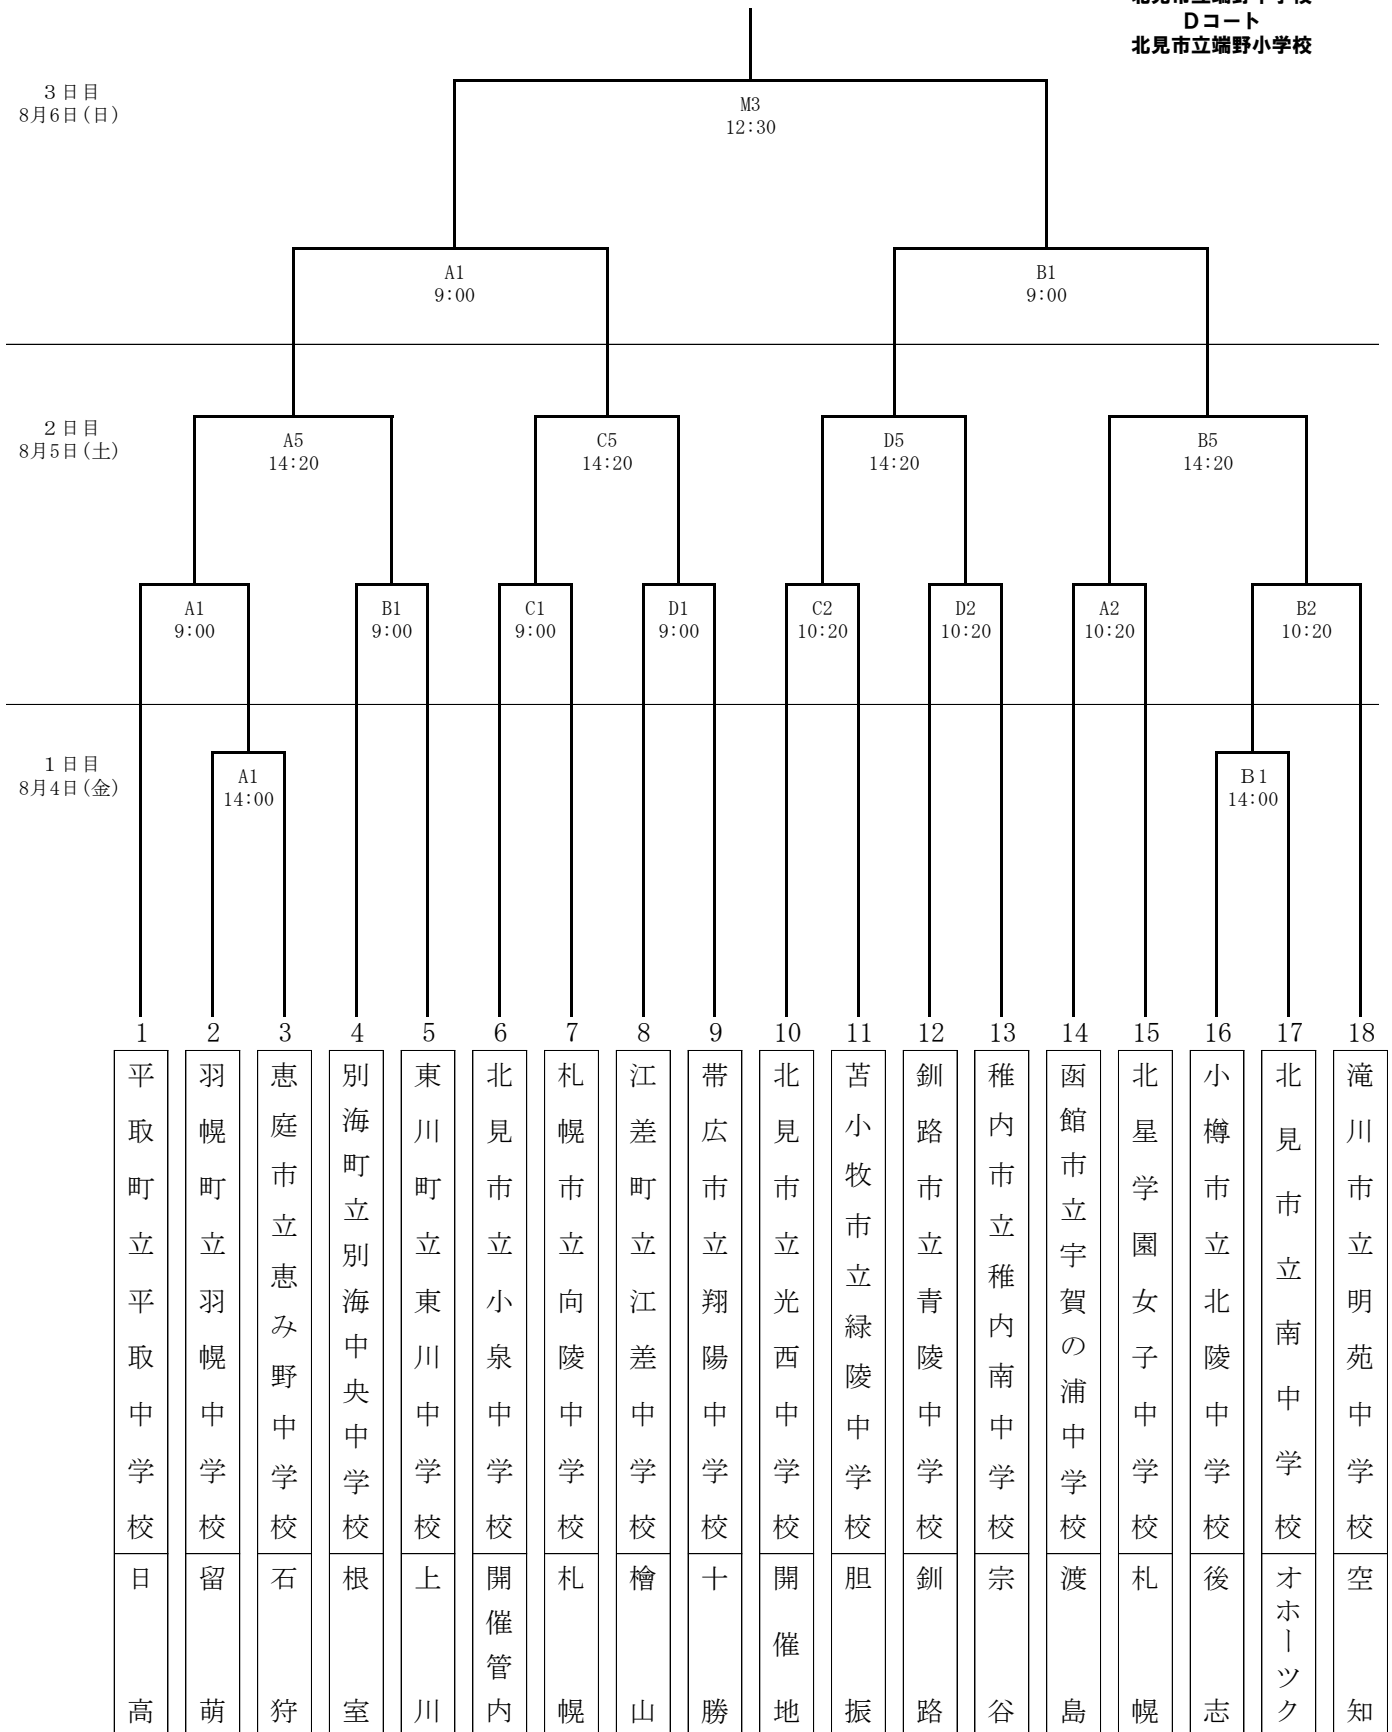 Dコート
北見市立端野小学校
3日目
8月6日(日)
M3
12:30
A1
9:00
B1
9:00
2日目
8月5日(土)
A5
14:20
C5
14:20
D5
14:20
B5
14:20
A1
9:00
B1
9:00
C1
9:00
D1
9:00
C2
10:20
D2
10:20
A2
10:20
B2
10:20
1日目
8月4日(金)
A1
14:00
B1
14:00
1
2
3
4
5
6
7
8
9
10
11
12
13
14
15
16
17
18
平取町立平取中学校
羽幌町立羽幌中学校
恵庭市立恵み野中学校
別海町立別海中央中学校
東川町立東川中学校
北見市立小泉中学校
札幌市立向陵中学校
江差町立江差中学校
帯広市立翔陽中学校
北見市立光西中学校
苫小牧市立緑陵中学校
釧路市立青陵中学校
稚内市立稚内南中学校
函館市立宇賀の浦中学校
北星学園女子中学校
小樽市立北陵中学校
北見市立南中学校
滝川市立明苑中学校
日高
留萌
石狩
根室
上川
開催管内
札幌
檜山
十勝
開催地
胆振
釧路
宗谷
渡島
札幌
後志
オホーツク
空知